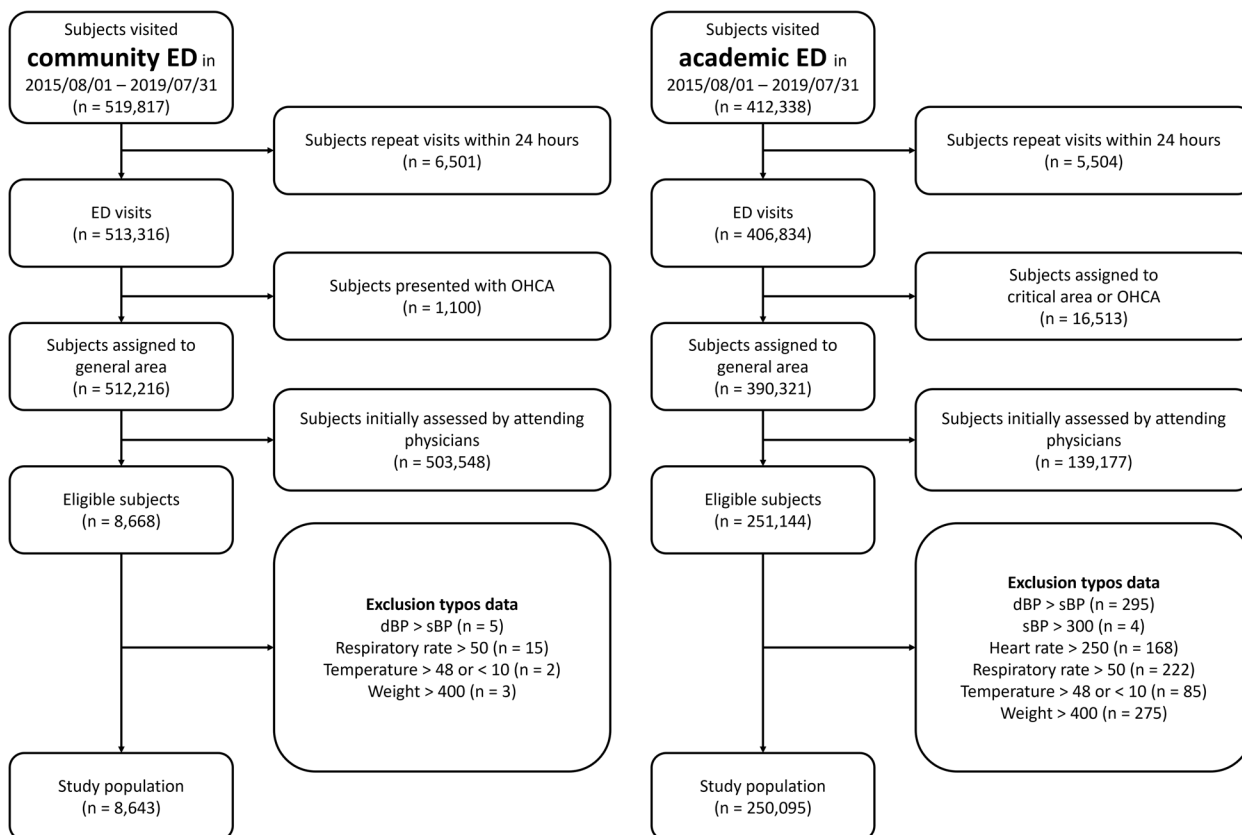 Subjects visited
community ED in
2015/08/01 – 2019/07/31
(n = 519,817)
Subjects repeat visits within 24 hours
(n = 6,501)
ED visits
(n = 513,316)
Subjects presented with OHCA
(n = 1,100)
Subjects assigned to
general area
(n = 512,216)
Subjects initially assessed by attending
physicians
(n = 503,548)
Eligible subjects
(n = 8,668)
Exclusion typos data
dBP > sBP (n = 5)
Respiratory rate > 50 (n = 15)
Temperature > 48 or < 10 (n = 2)
Weight > 400 (n = 3)
Study population
(n = 8,643)
Subjects visited
academic ED in
2015/08/01 – 2019/07/31
(n = 412,338)
Subjects repeat visits within 24 hours
(n = 5,504)
ED visits
(n = 406,834)
Subjects assigned to
critical area or OHCA
(n = 16,513)
Subjects assigned to
general area
(n = 390,321)
Subjects initially assessed by attending
physicians
(n = 139,177)
Eligible subjects
(n = 251,144)
Exclusion typos data
dBP > sBP (n = 295)
sBP > 300 (n = 4)
Heart rate > 250 (n = 168)
Respiratory rate > 50 (n = 222)
Temperature > 48 or < 10 (n = 85)
Weight > 400 (n = 275)
Study population
(n = 250,095)